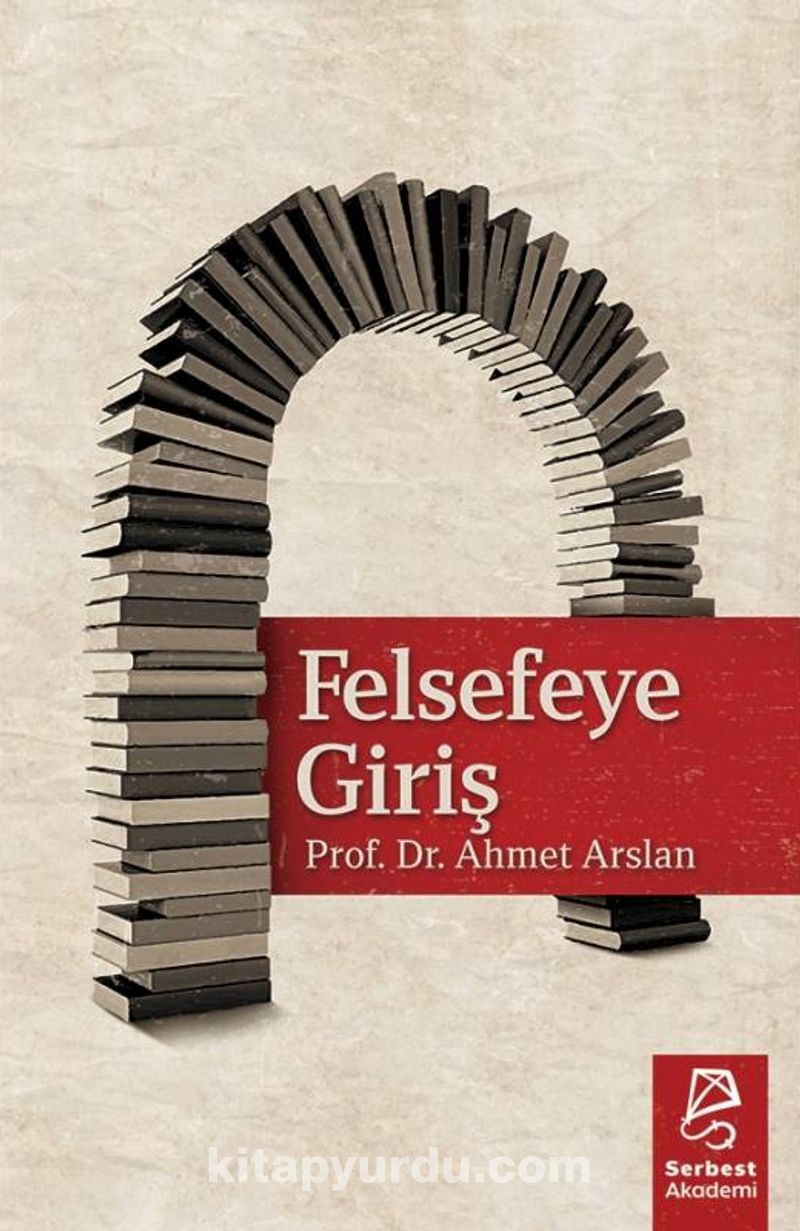 Felsefeye
Giriş
Prof. Dr. Ahmet Arslan
kitapyurdu.com
Serbest
Akademi